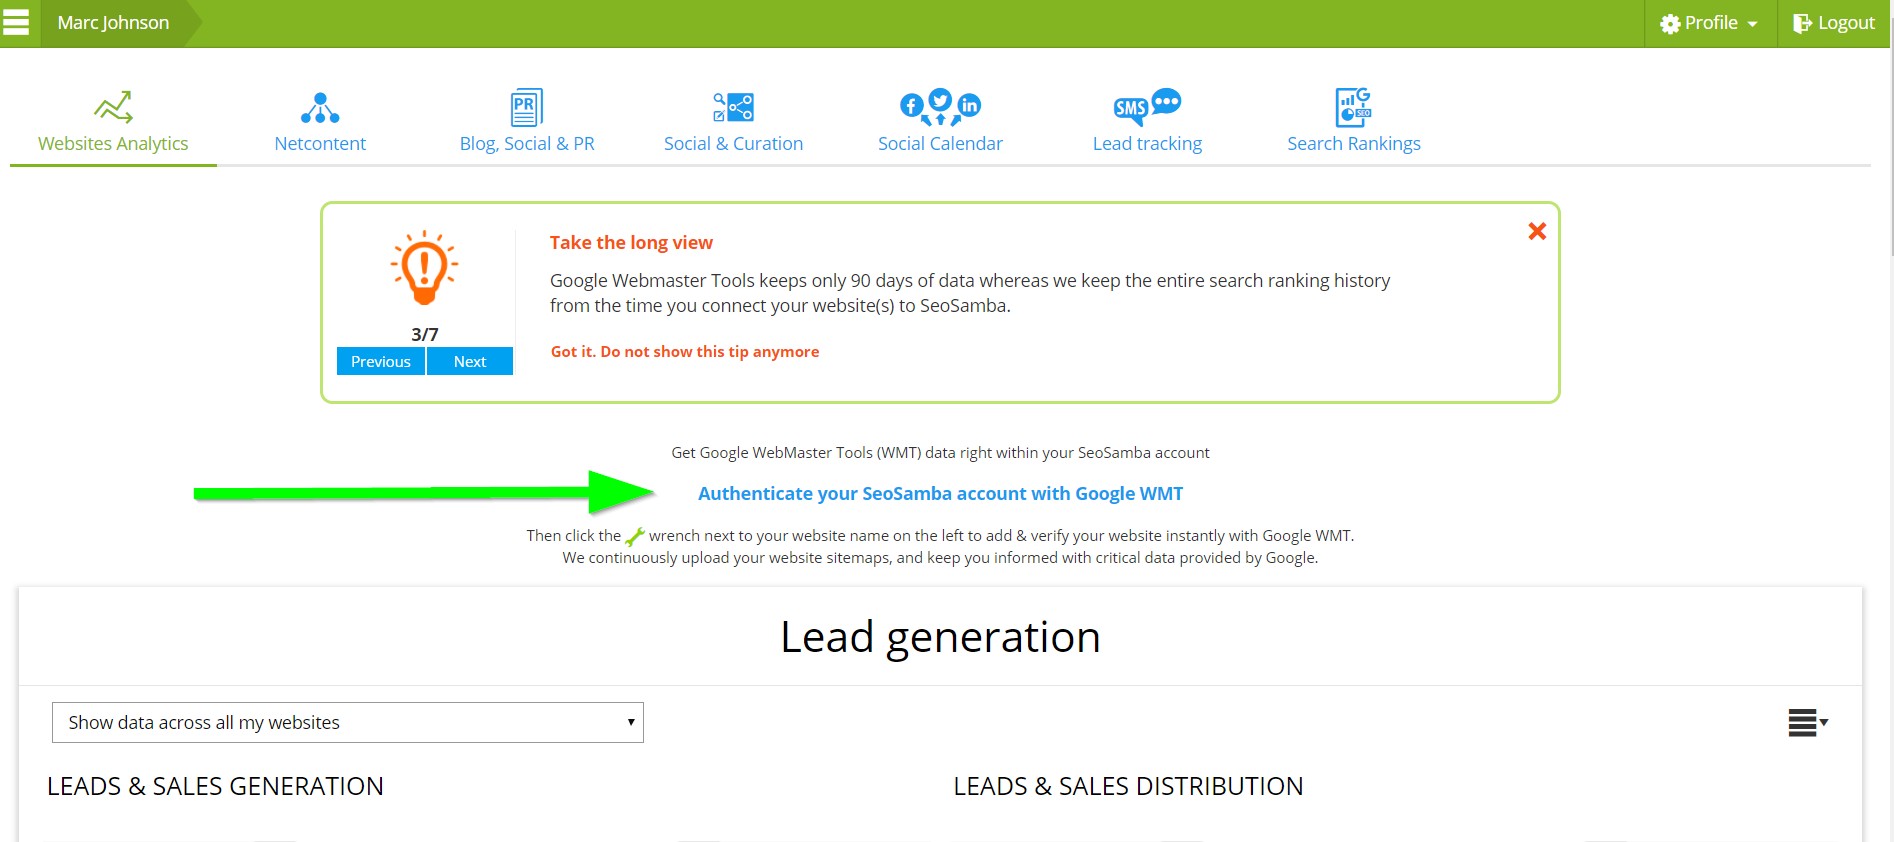 Marc Johnson
Profile
Logout
PR
SMS
G
SEO
Websites Analytics
Netcontent
Blog, Social & PR
Social & Curation
Social Calendar
Lead tracking
Search Rankings
Take the long view
Google Webmaster Tools keeps only 90 days of data whereas we keep the entire search ranking history
from the time you connect your website(s) to SeoSamba.
3/7
Previous
Next
Got it. Do not show this tip anymore
Get Google WebMaster Tools (WMT) data right within your SeoSamba account
Authenticate your SeoSamba account with Google WMT
Then click the wrench next to your website name on the left to add & verify your website instantly with Google WMT.
We continuously upload your website sitemaps, and keep you informed with critical data provided by Google.
Lead generation
Show data across all my websites
LEADS & SALES GENERATION
LEADS & SALES DISTRIBUTION